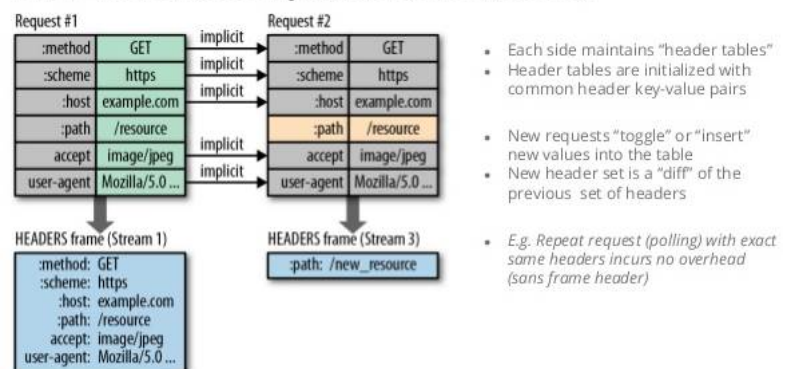 Request #1
:method GET
:scheme https
:host example.com
:path /resource
accept image/jpeg
user-agent Mozilla/5.0 ...
implicit
implicit
implicit
implicit
implicit
Request #2
:method GET
:scheme https
:host example.com
:path /resource
accept image/jpeg
user-agent Mozilla/5.0 ...
HEADERS frame (Stream 1)
:method: GET
:scheme: https
:host: example.com
:path: /resource
accept: image/jpeg
user-agent: Mozilla/5.0 ...
HEADERS frame (Stream 3)
:path: /new_resource
• Each side maintains “header tables”
• Header tables are initialized with
common header key-value pairs
• New requests “toggle” or “insert”
new values into the table
• New header set is a “diff” of the
previous set of headers
• E.g. Repeat request (polling) with exact
same headers incurs no overhead
(sans frame header)